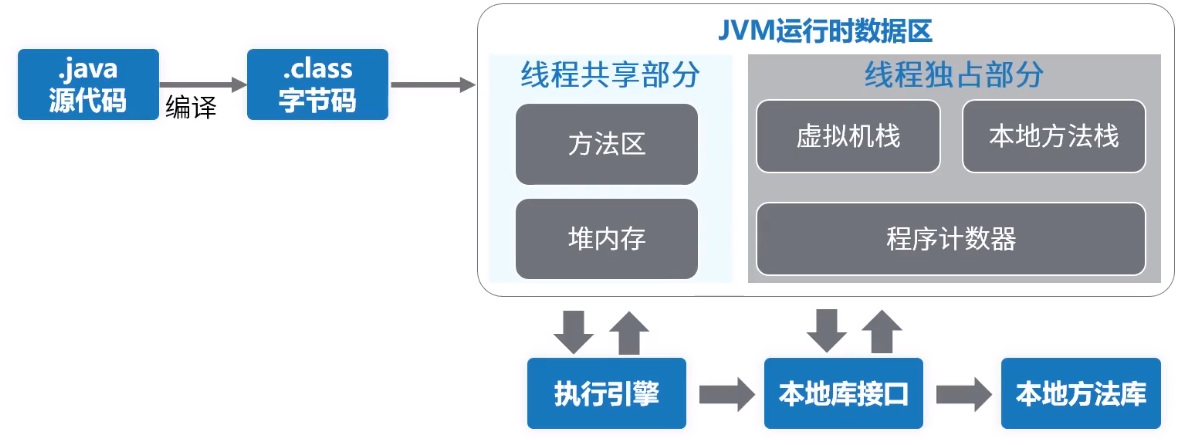 .java
源代码
编译
.class
字节码
JVM运行时数据区
线程共享部分
方法区
堆内存
线程独占部分
虚拟机栈
本地方法栈
程序计数器
执行引擎
本地库接口
本地方法库